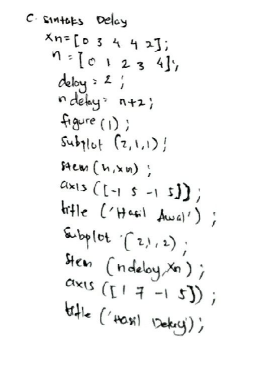 C. Sintaks Delay
xn=[0 3 4 4 2];
n=[0 1 2 3 4];
delay=2;
ndelay=n+2;
figure(1);
subplot(2,1,1);
stem(n,xn);
axis([-1 5 -1 5]);
title('Hasil Awal');
Subplot(2,1,2);
Stem(ndelay,xn);
axis([1 7 -1 5]);
title('Hasil Delay');